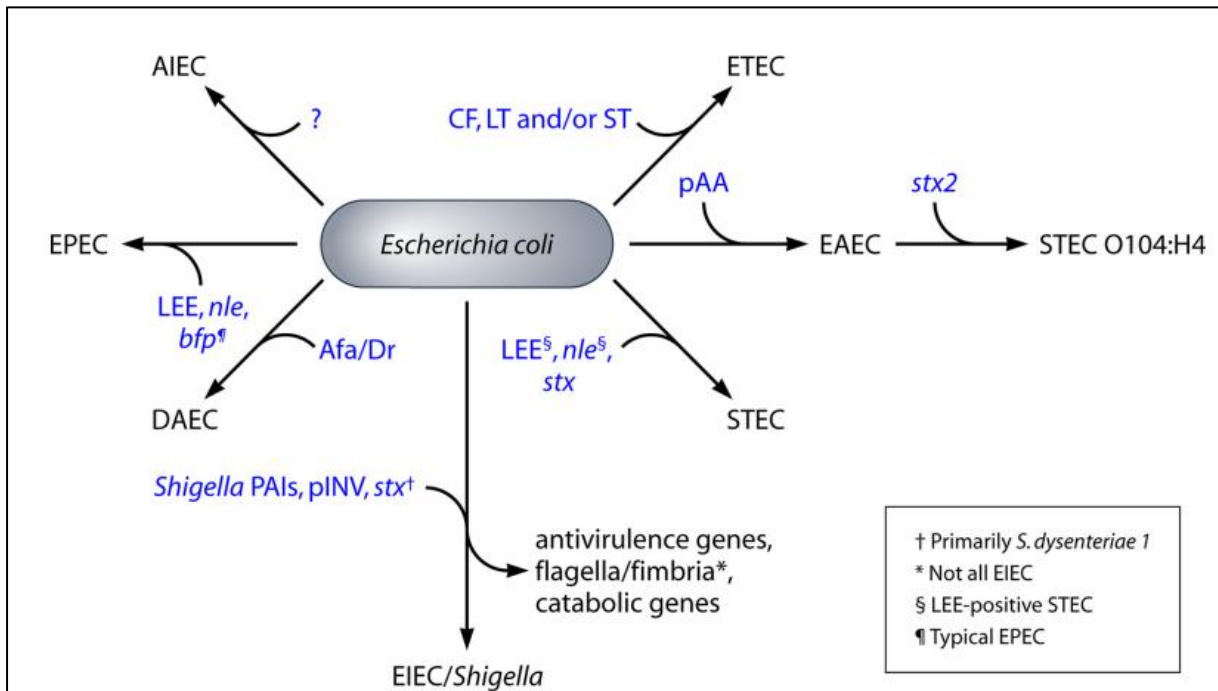 AIEC
ETEC
?
CF, LT and/or ST
pAA
stx2
EPEC
Escherichia coli
EAEC
STEC O104:H4
LEE, nle,
bfp¶
Afa/Dr
LEE§, nle§,
stx
DAEC
STEC
Shigella PAIs, pINV, stx†
antivirulence genes,
flagella/fimbria*,
catabolic genes
EIEC/Shigella
† Primarily S. dysenteriae 1
* Not all EIEC
§ LEE-positive STEC
¶ Typical EPEC